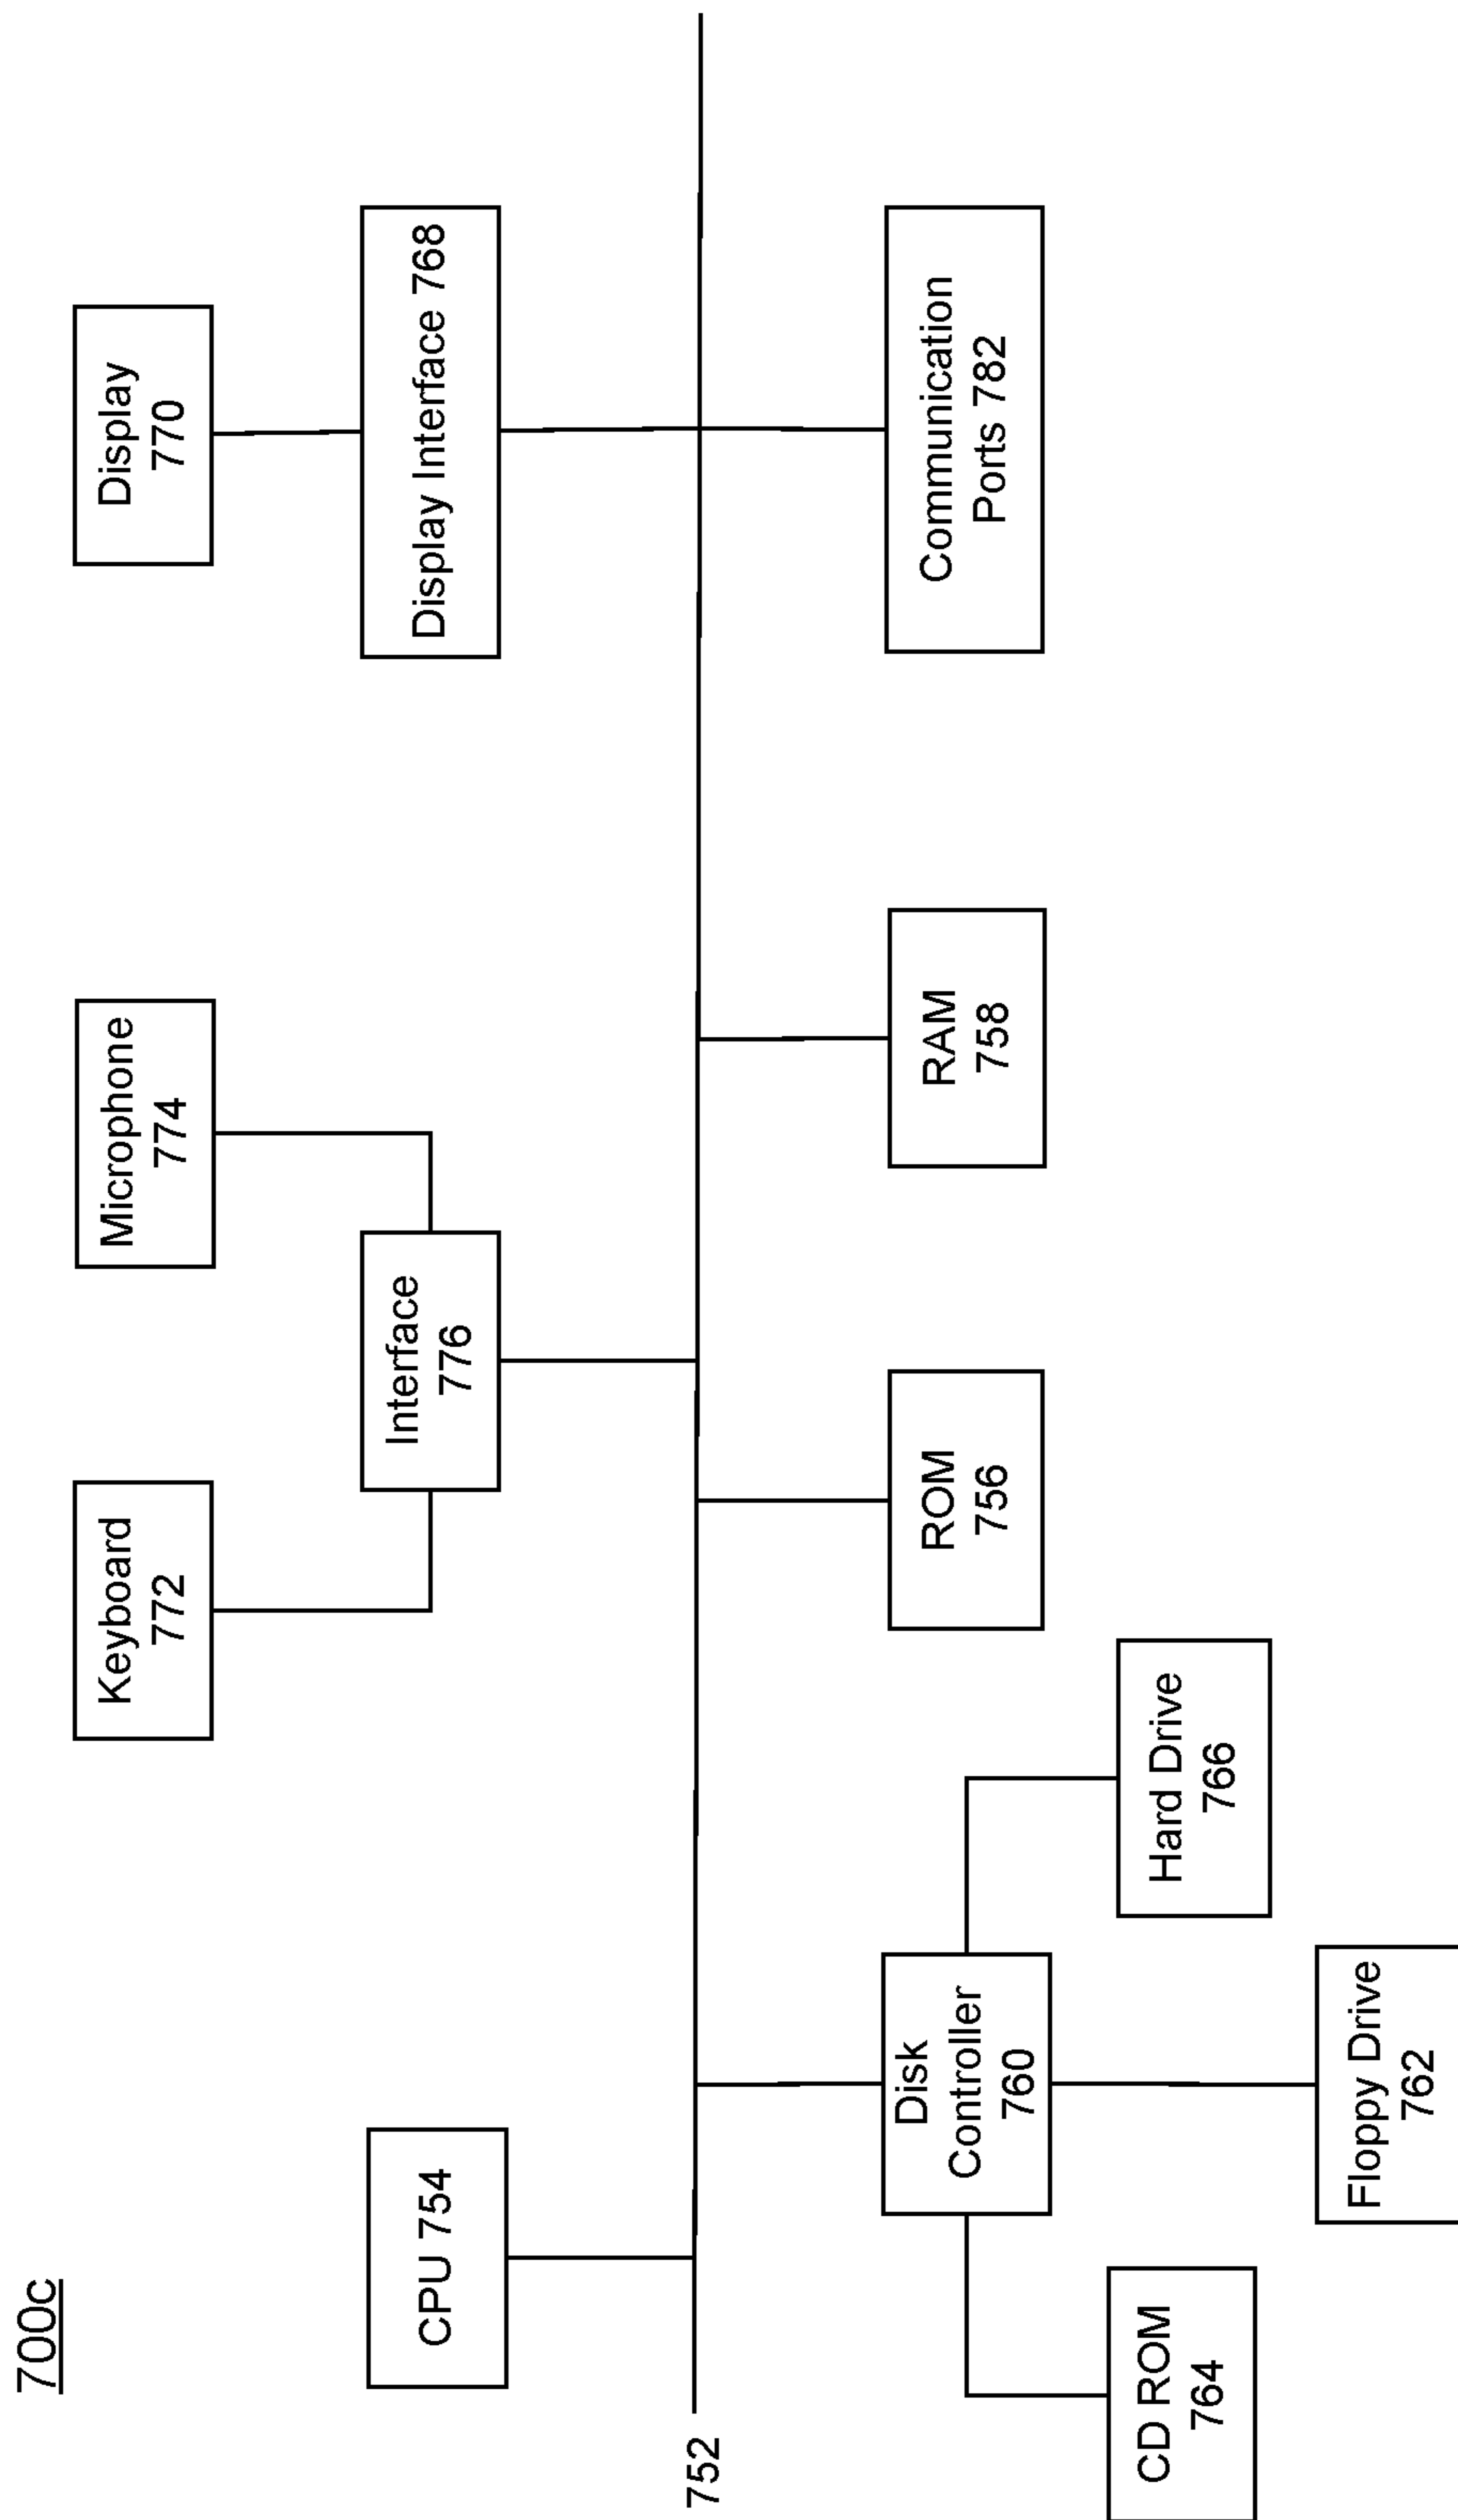 700c
Keyboard
772
Microphone
774
Display
770
CPU 754
Interface
776
Display Interface 768
752
Disk
Controller
760
ROM
756
RAM
758
Communication
Ports 782
CD ROM
764
Hard Drive
766
Floppy Drive
762